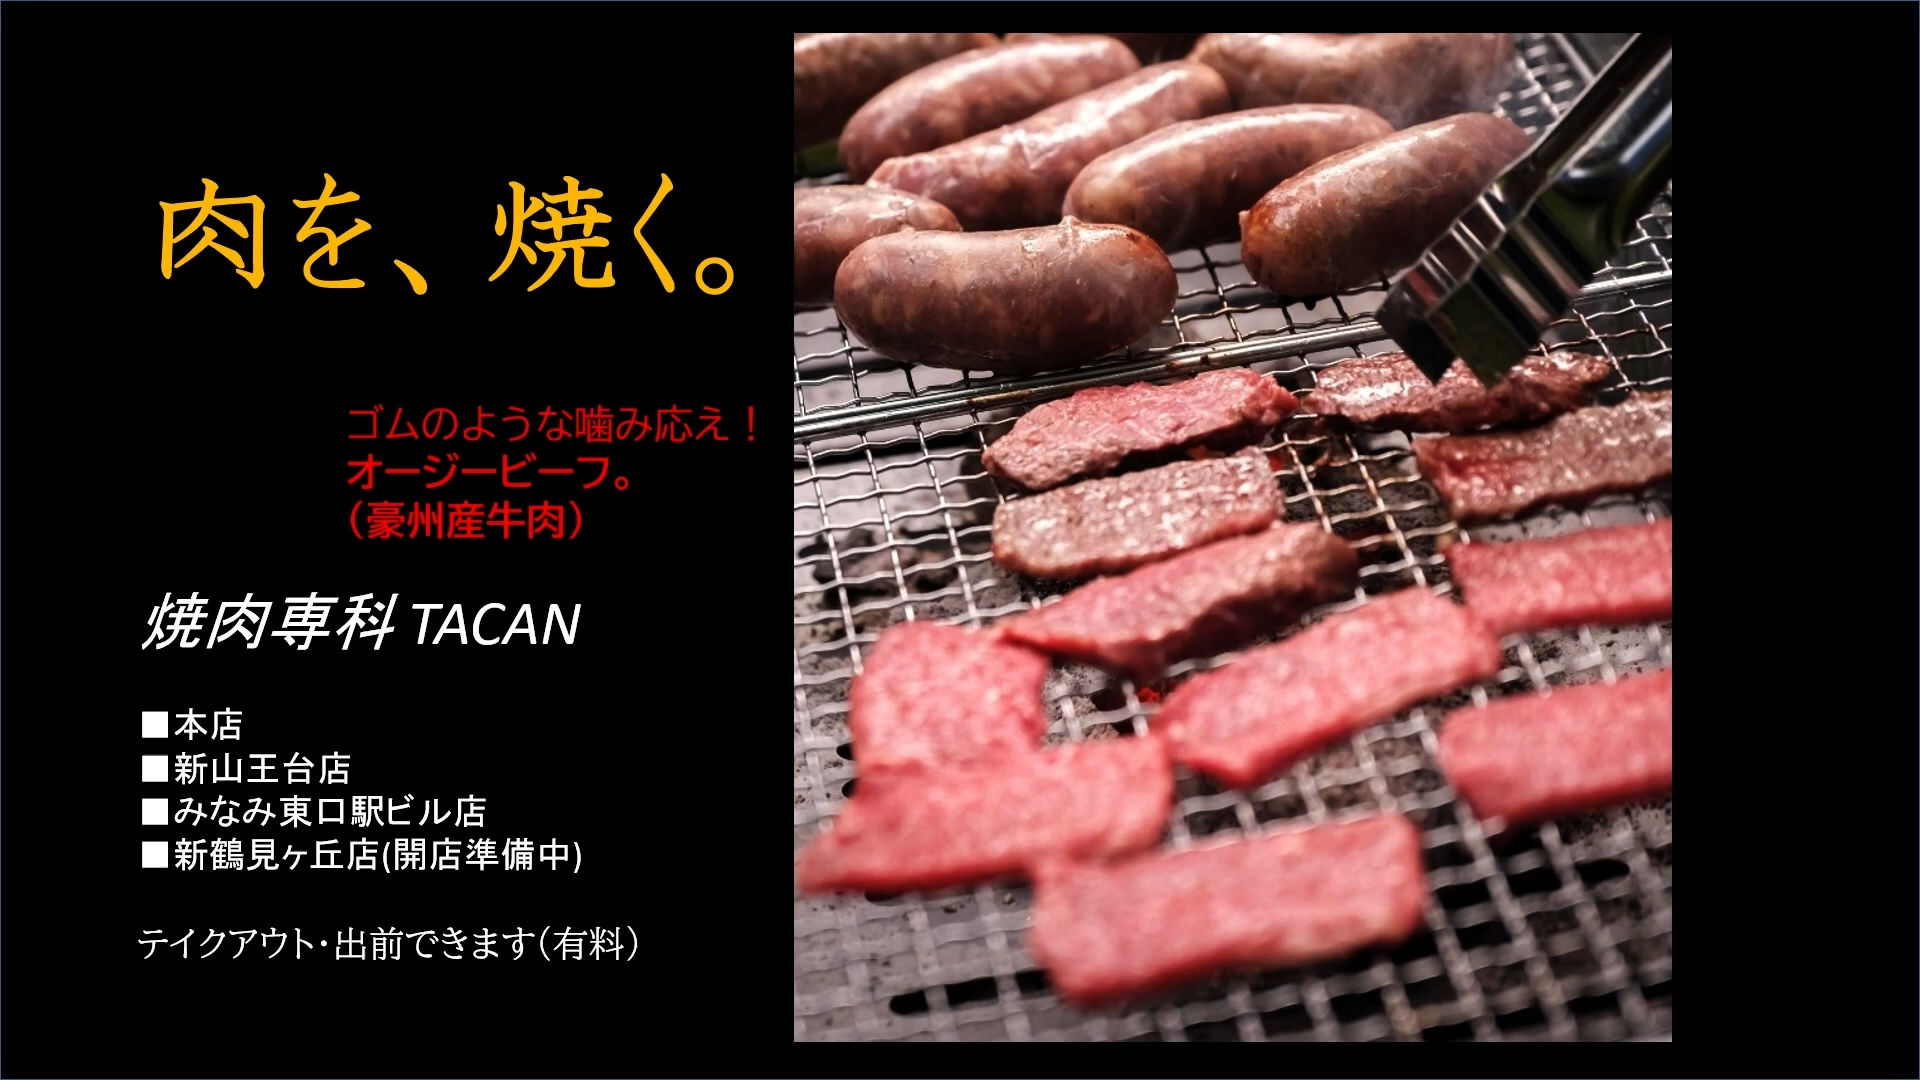 肉を、焼く。
ゴムのような噛み応え！
オージービーフ。
（豪州産牛肉）
焼肉専科 TACAN
■本店
■新山王台店
■みなみ東口駅ビル店
■新鶴見ヶ丘店(開店準備中)
テイクアウト・出前できます（有料）